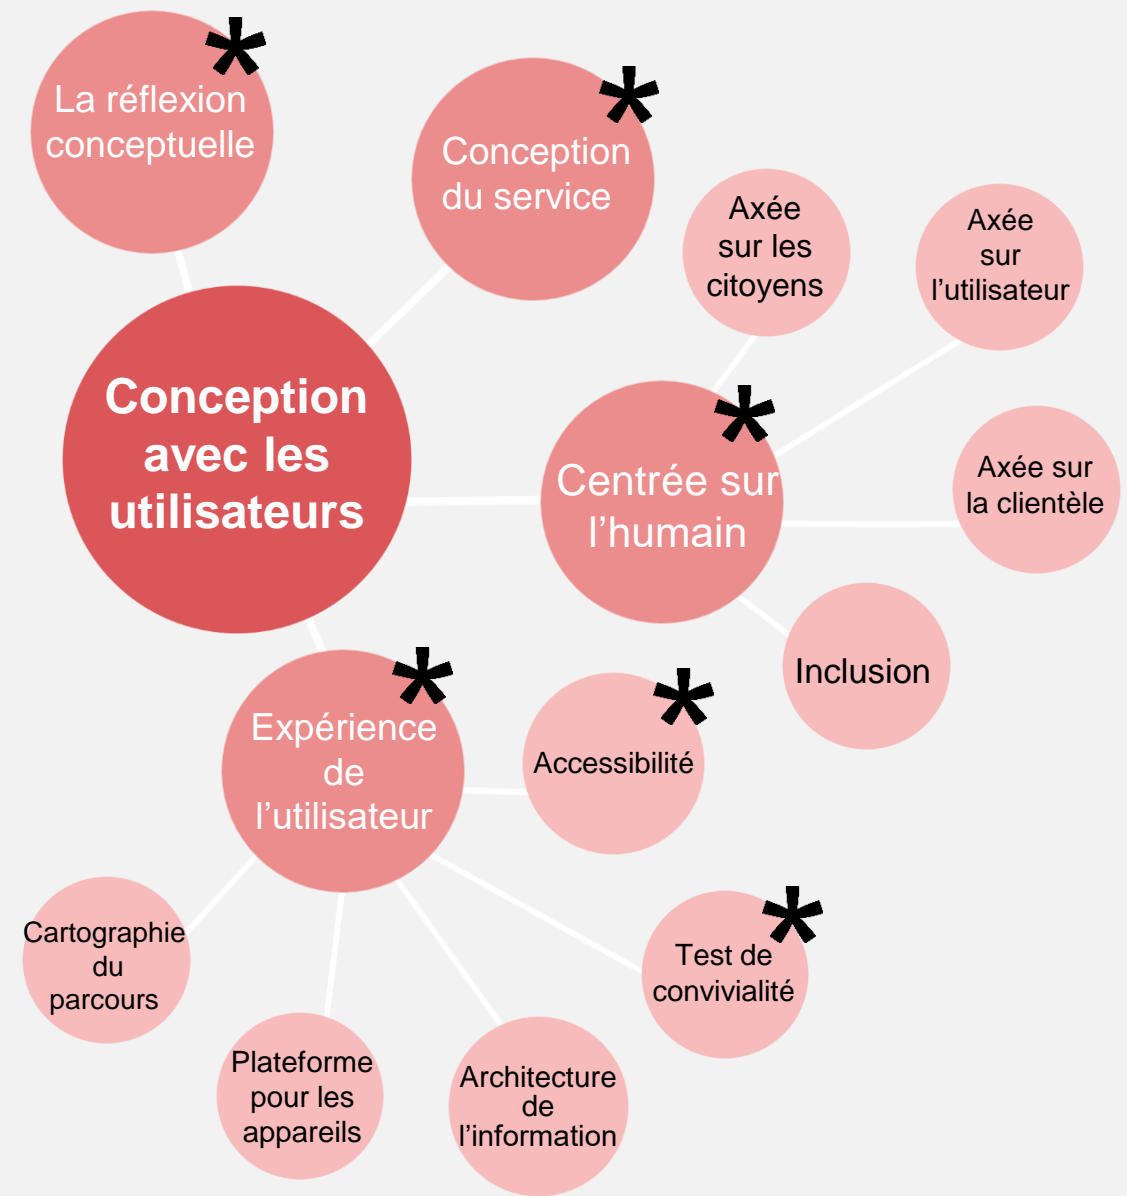 La réflexion
conceptuelle
*
Conception
du service
*
Axée
sur les
citoyens
Axée
sur
l’utilisateur
Conception
avec les
utilisateurs
Centrée sur
l’humain
*
Axée sur
la clientèle
Inclusion
Expérience
de
l’utilisateur
*
Accessibilité
*
Cartographie
du
parcours
Test de
convivialité
*
Plateforme
pour les
appareils
Architecture
de
l’information